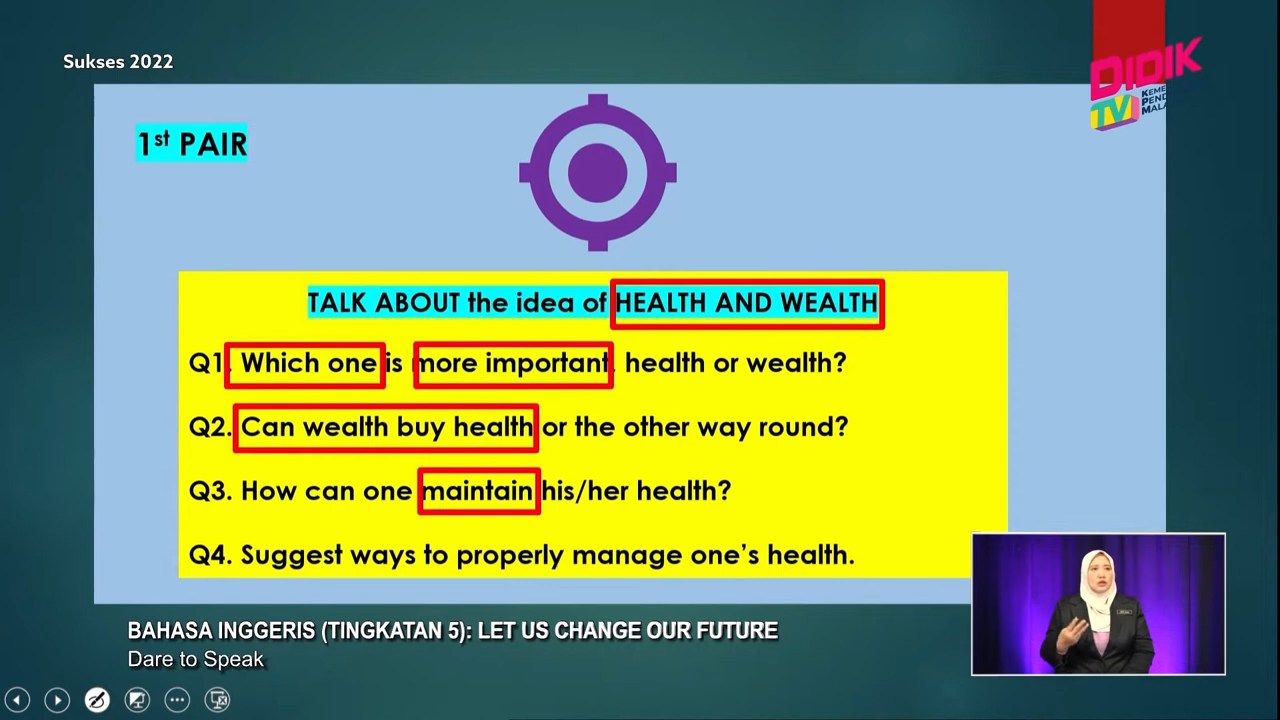 Sukses 2022
DIDIK
TV
KEME
PEND
MALA
1st PAIR
TALK ABOUT the idea of HEALTH AND WEALTH
Q1. Which one is more important, health or wealth?
Q2. Can wealth buy health or the other way round?
Q3. How can one maintain his/her health?
Q4. Suggest ways to properly manage one's health.
BAHASA INGGERIS (TINGKATAN 5): LET US CHANGE OUR FUTURE
Dare to Speak